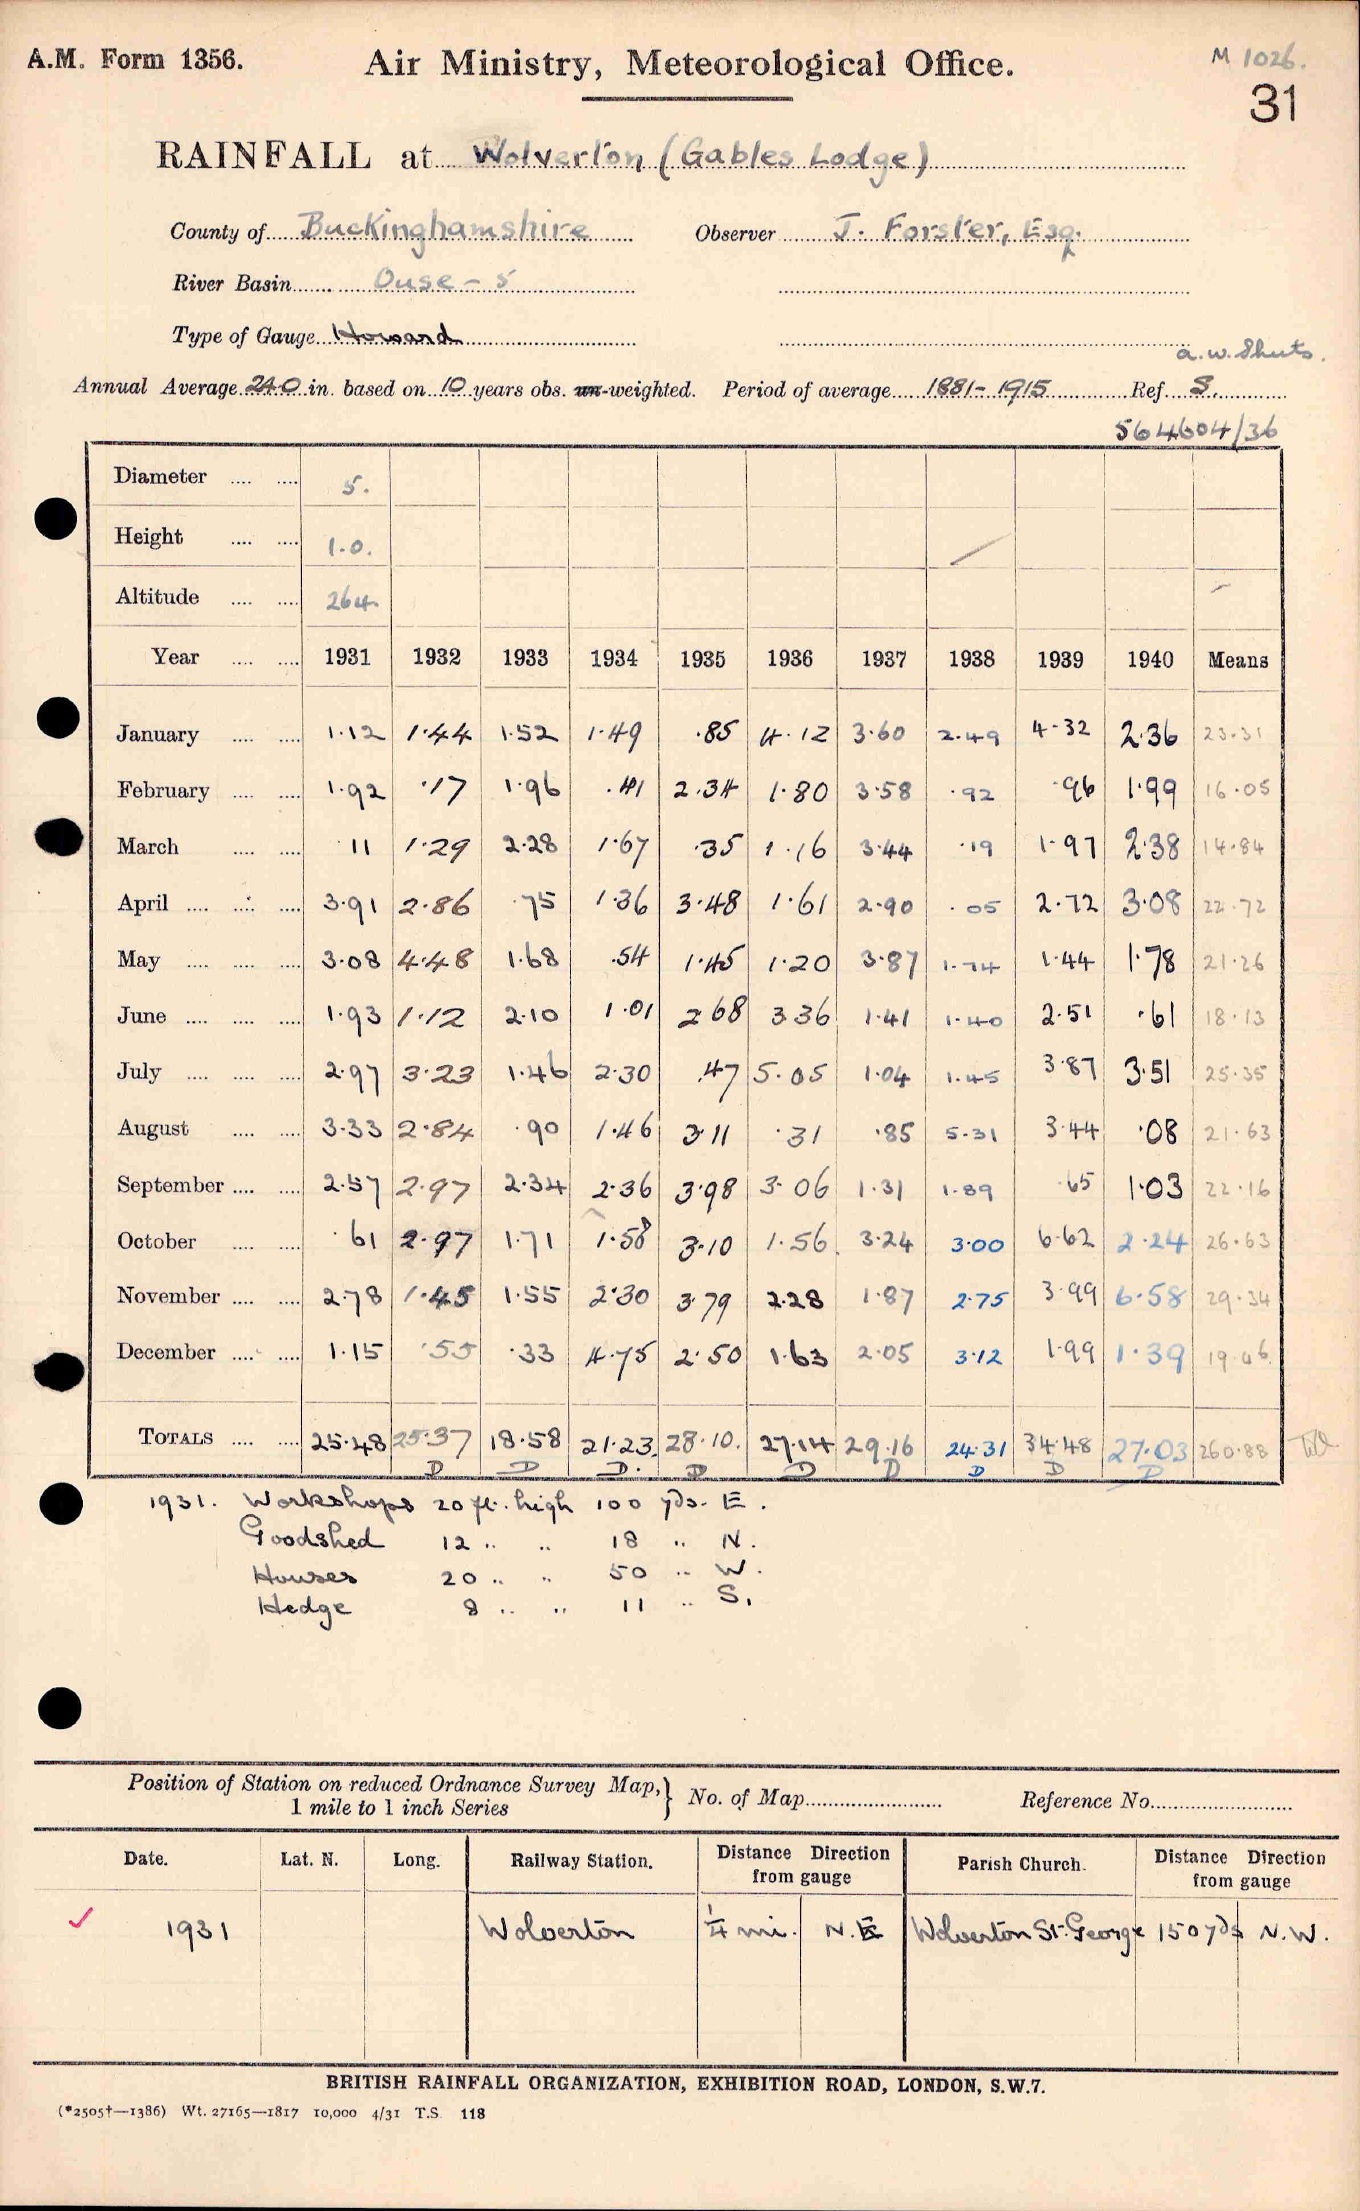 M 1026.
A.M. Form 1356. Air Ministry, Meteorological Office.
31
RAINFALL at Wolverton (Gables Lodge)
County of Buckinghamshire Observer J. Forster, Esq.
River Basin Ouse - 5
Type of Gauge Howard
a.w. Shuts.
Annual Average 24.0 in. based on 10 years obs. un-weighted. Period of average 1881-1915 Ref. S.
564604/36
Diameter .... .... 5.
Height .... .... 1.0.
Altitude .... .... 264.
Year .... .... 1931 1932 1933 1934 1935 1936 1937 1938 1939 1940 Means
January .... .... 1.12 1.44 1.52 1.49 .85 4.12 3.60 2.49 4.32 2.36 23.31
February .... .... 1.92 .17 1.96 .41 2.34 1.80 3.58 .92 .96 1.99 16.05
March .... .... .11 1.29 2.28 1.67 .35 1.16 3.44 .19 1.97 2.38 14.84
April .... .... .... 3.91 2.86 .75 1.36 3.48 1.61 2.90 .05 2.72 3.08 22.72
May .... .... .... 3.08 4.48 1.68 .54 1.45 1.20 3.87 1.74 1.44 1.78 21.26
June .... .... .... 1.93 1.12 2.10 1.01 2.68 3.36 1.41 1.40 2.51 .61 18.13
July .... .... .... 2.97 3.23 1.46 2.30 .47 5.05 1.04 1.45 3.87 3.51 25.35
August .... .... 3.33 2.84 .90 1.46 3.11 .31 .85 5.31 3.44 .08 21.63
September .... .... 2.57 2.97 2.34 2.36 3.98 3.06 1.31 1.89 .65 1.03 22.16
October .... .... .61 2.97 1.71 1.58 3.10 1.56 3.24 3.00 6.62 2.24 26.63
November .... .... 2.78 1.45 1.55 2.30 3.79 2.28 1.87 2.75 3.99 6.58 29.34
December .... .... 1.15 .55 .33 4.75 2.50 1.63 2.05 3.12 1.99 1.39 19.46
TOTALS .... .... 25.48 25.37 18.58 21.23. 28.10. 27.14 29.16 24.31 34.48 27.03 260.88
D D D. D D D D D D
1931. Workshops 20 ft. high 100 yds. E.
Goodshed 12 " " 18 " N.
Houses 20 " " 50 " W.
Hedge 8 " " 11 " S.
Position of Station on reduced Ordnance Survey Map, 1 mile to 1 inch Series } No. of Map Reference No.
Date. Lat. N. Long. Railway Station. Distance Direction from gauge Parish Church. Distance Direction from gauge
✓ 1931 Wolverton ¼ mi. N.E Wolverton St. George 150 yds N.W.
BRITISH RAINFALL ORGANIZATION, EXHIBITION ROAD, LONDON, S.W.7.
(*2505†—1386) Wt. 27165—1817 10,000 4/31 T.S. 118